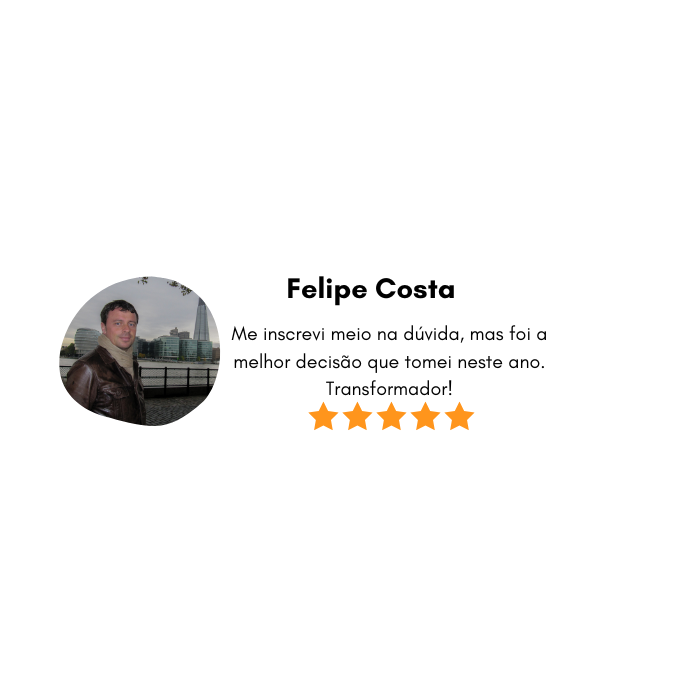 Felipe Costa
Me inscrevi meio na dúvida, mas foi a
melhor decisão que tomei neste ano.
Transformador!